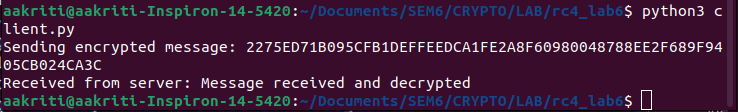 aakriti@aakriti-Inspiron-14-5420:~/Documents/SEM6/CRYPTO/LAB/rc4_lab6$ python3 c
lient.py
Sending encrypted message: 2275ED71B095CFB1DEFFEEDCA1FE2A8F60980048788EE2F689F94
05CB024CA3C
Received from server: Message received and decrypted
aakriti@aakriti-Inspiron-14-5420:~/Documents/SEM6/CRYPTO/LAB/rc4_lab6$